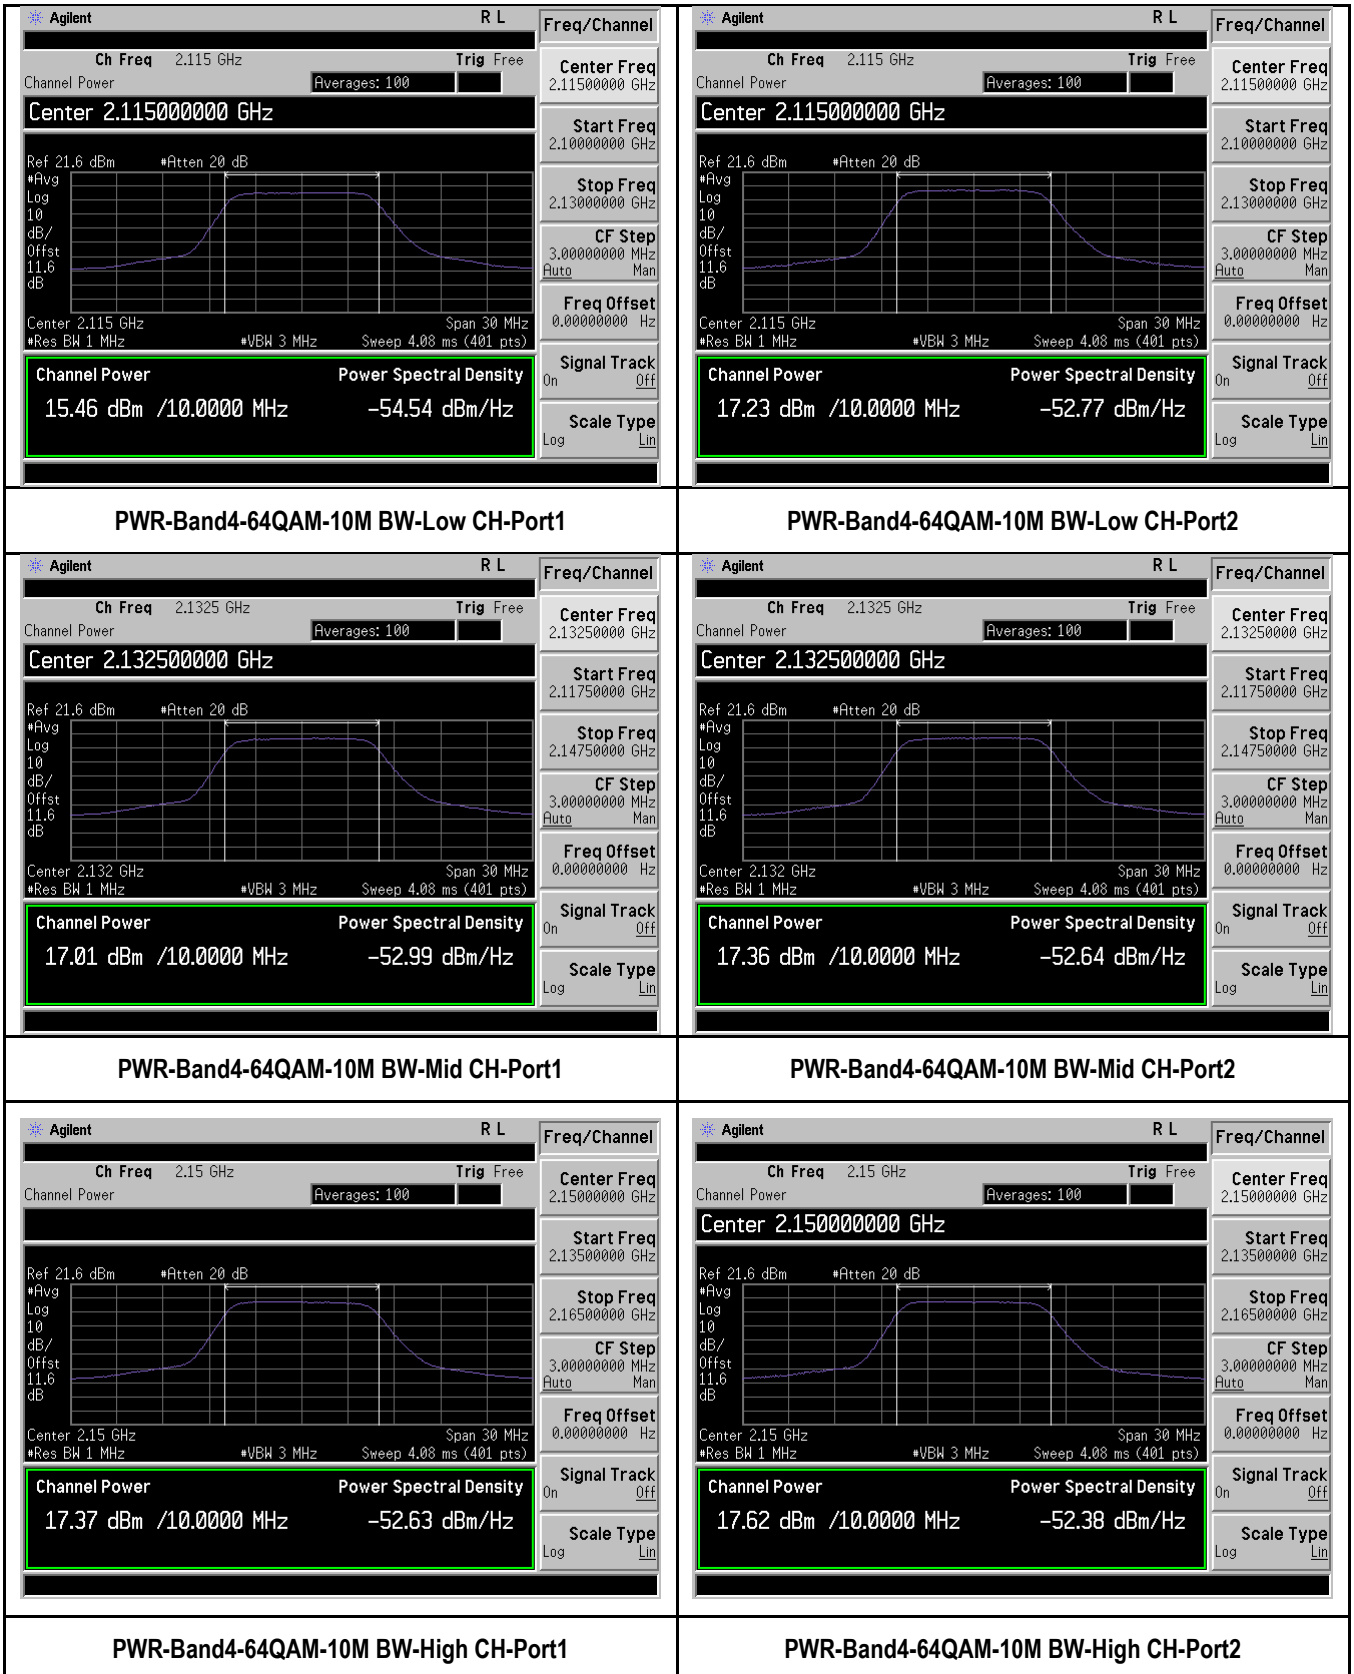 Agilent R L Freq/Channel
Ch Freq 2.115 GHz Trig Free
Channel Power Averages: 100
Center 2.115000000 GHz
Ref 21.6 dBm #Atten 20 dB
#Avg
Log
10
dB/
Offst
11.6
dB
Center 2.115 GHz Span 30 MHz
#Res BW 1 MHz #VBW 3 MHz Sweep 4.08 ms (401 pts)
Channel Power Power Spectral Density
15.46 dBm /10.0000 MHz -54.54 dBm/Hz
Center Freq
2.11500000 GHz
Start Freq
2.10000000 GHz
Stop Freq
2.13000000 GHz
CF Step
3.00000000 MHz
Auto Man
Freq Offset
0.00000000 Hz
Signal Track
On Off
Scale Type
Log Lin
Agilent R L Freq/Channel
Ch Freq 2.115 GHz Trig Free
Channel Power Averages: 100
Center 2.115000000 GHz
Ref 21.6 dBm #Atten 20 dB
#Avg
Log
10
dB/
Offst
11.6
dB
Center 2.115 GHz Span 30 MHz
#Res BW 1 MHz #VBW 3 MHz Sweep 4.08 ms (401 pts)
Channel Power Power Spectral Density
17.23 dBm /10.0000 MHz -52.77 dBm/Hz
Center Freq
2.11500000 GHz
Start Freq
2.10000000 GHz
Stop Freq
2.13000000 GHz
CF Step
3.00000000 MHz
Auto Man
Freq Offset
0.00000000 Hz
Signal Track
On Off
Scale Type
Log Lin
PWR-Band4-64QAM-10M BW-Low CH-Port1
PWR-Band4-64QAM-10M BW-Low CH-Port2
Agilent R L Freq/Channel
Ch Freq 2.1325 GHz Trig Free
Channel Power Averages: 100
Center 2.132500000 GHz
Ref 21.6 dBm #Atten 20 dB
#Avg
Log
10
dB/
Offst
11.6
dB
Center 2.132 GHz Span 30 MHz
#Res BW 1 MHz #VBW 3 MHz Sweep 4.08 ms (401 pts)
Channel Power Power Spectral Density
17.01 dBm /10.0000 MHz -52.99 dBm/Hz
Center Freq
2.13250000 GHz
Start Freq
2.11750000 GHz
Stop Freq
2.14750000 GHz
CF Step
3.00000000 MHz
Auto Man
Freq Offset
0.00000000 Hz
Signal Track
On Off
Scale Type
Log Lin
Agilent R L Freq/Channel
Ch Freq 2.1325 GHz Trig Free
Channel Power Averages: 100
Center 2.132500000 GHz
Ref 21.6 dBm #Atten 20 dB
#Avg
Log
10
dB/
Offst
11.6
dB
Center 2.132 GHz Span 30 MHz
#Res BW 1 MHz #VBW 3 MHz Sweep 4.08 ms (401 pts)
Channel Power Power Spectral Density
17.36 dBm /10.0000 MHz -52.64 dBm/Hz
Center Freq
2.13250000 GHz
Start Freq
2.11750000 GHz
Stop Freq
2.14750000 GHz
CF Step
3.00000000 MHz
Auto Man
Freq Offset
0.00000000 Hz
Signal Track
On Off
Scale Type
Log Lin
PWR-Band4-64QAM-10M BW-Mid CH-Port1
PWR-Band4-64QAM-10M BW-Mid CH-Port2
Agilent R L Freq/Channel
Ch Freq 2.15 GHz Trig Free
Channel Power Averages: 100
Ref 21.6 dBm #Atten 20 dB
#Avg
Log
10
dB/
Offst
11.6
dB
Center 2.15 GHz Span 30 MHz
#Res BW 1 MHz #VBW 3 MHz Sweep 4.08 ms (401 pts)
Channel Power Power Spectral Density
17.37 dBm /10.0000 MHz -52.63 dBm/Hz
Center Freq
2.15000000 GHz
Start Freq
2.13500000 GHz
Stop Freq
2.16500000 GHz
CF Step
3.00000000 MHz
Auto Man
Freq Offset
0.00000000 Hz
Signal Track
On Off
Scale Type
Log Lin
Agilent R L Freq/Channel
Ch Freq 2.15 GHz Trig Free
Channel Power Averages: 100
Center 2.150000000 GHz
Ref 21.6 dBm #Atten 20 dB
#Avg
Log
10
dB/
Offst
11.6
dB
Center 2.15 GHz Span 30 MHz
#Res BW 1 MHz #VBW 3 MHz Sweep 4.08 ms (401 pts)
Channel Power Power Spectral Density
17.62 dBm /10.0000 MHz -52.38 dBm/Hz
Center Freq
2.15000000 GHz
Start Freq
2.13500000 GHz
Stop Freq
2.16500000 GHz
CF Step
3.00000000 MHz
Auto Man
Freq Offset
0.00000000 Hz
Signal Track
On Off
Scale Type
Log Lin
PWR-Band4-64QAM-10M BW-High CH-Port1
PWR-Band4-64QAM-10M BW-High CH-Port2